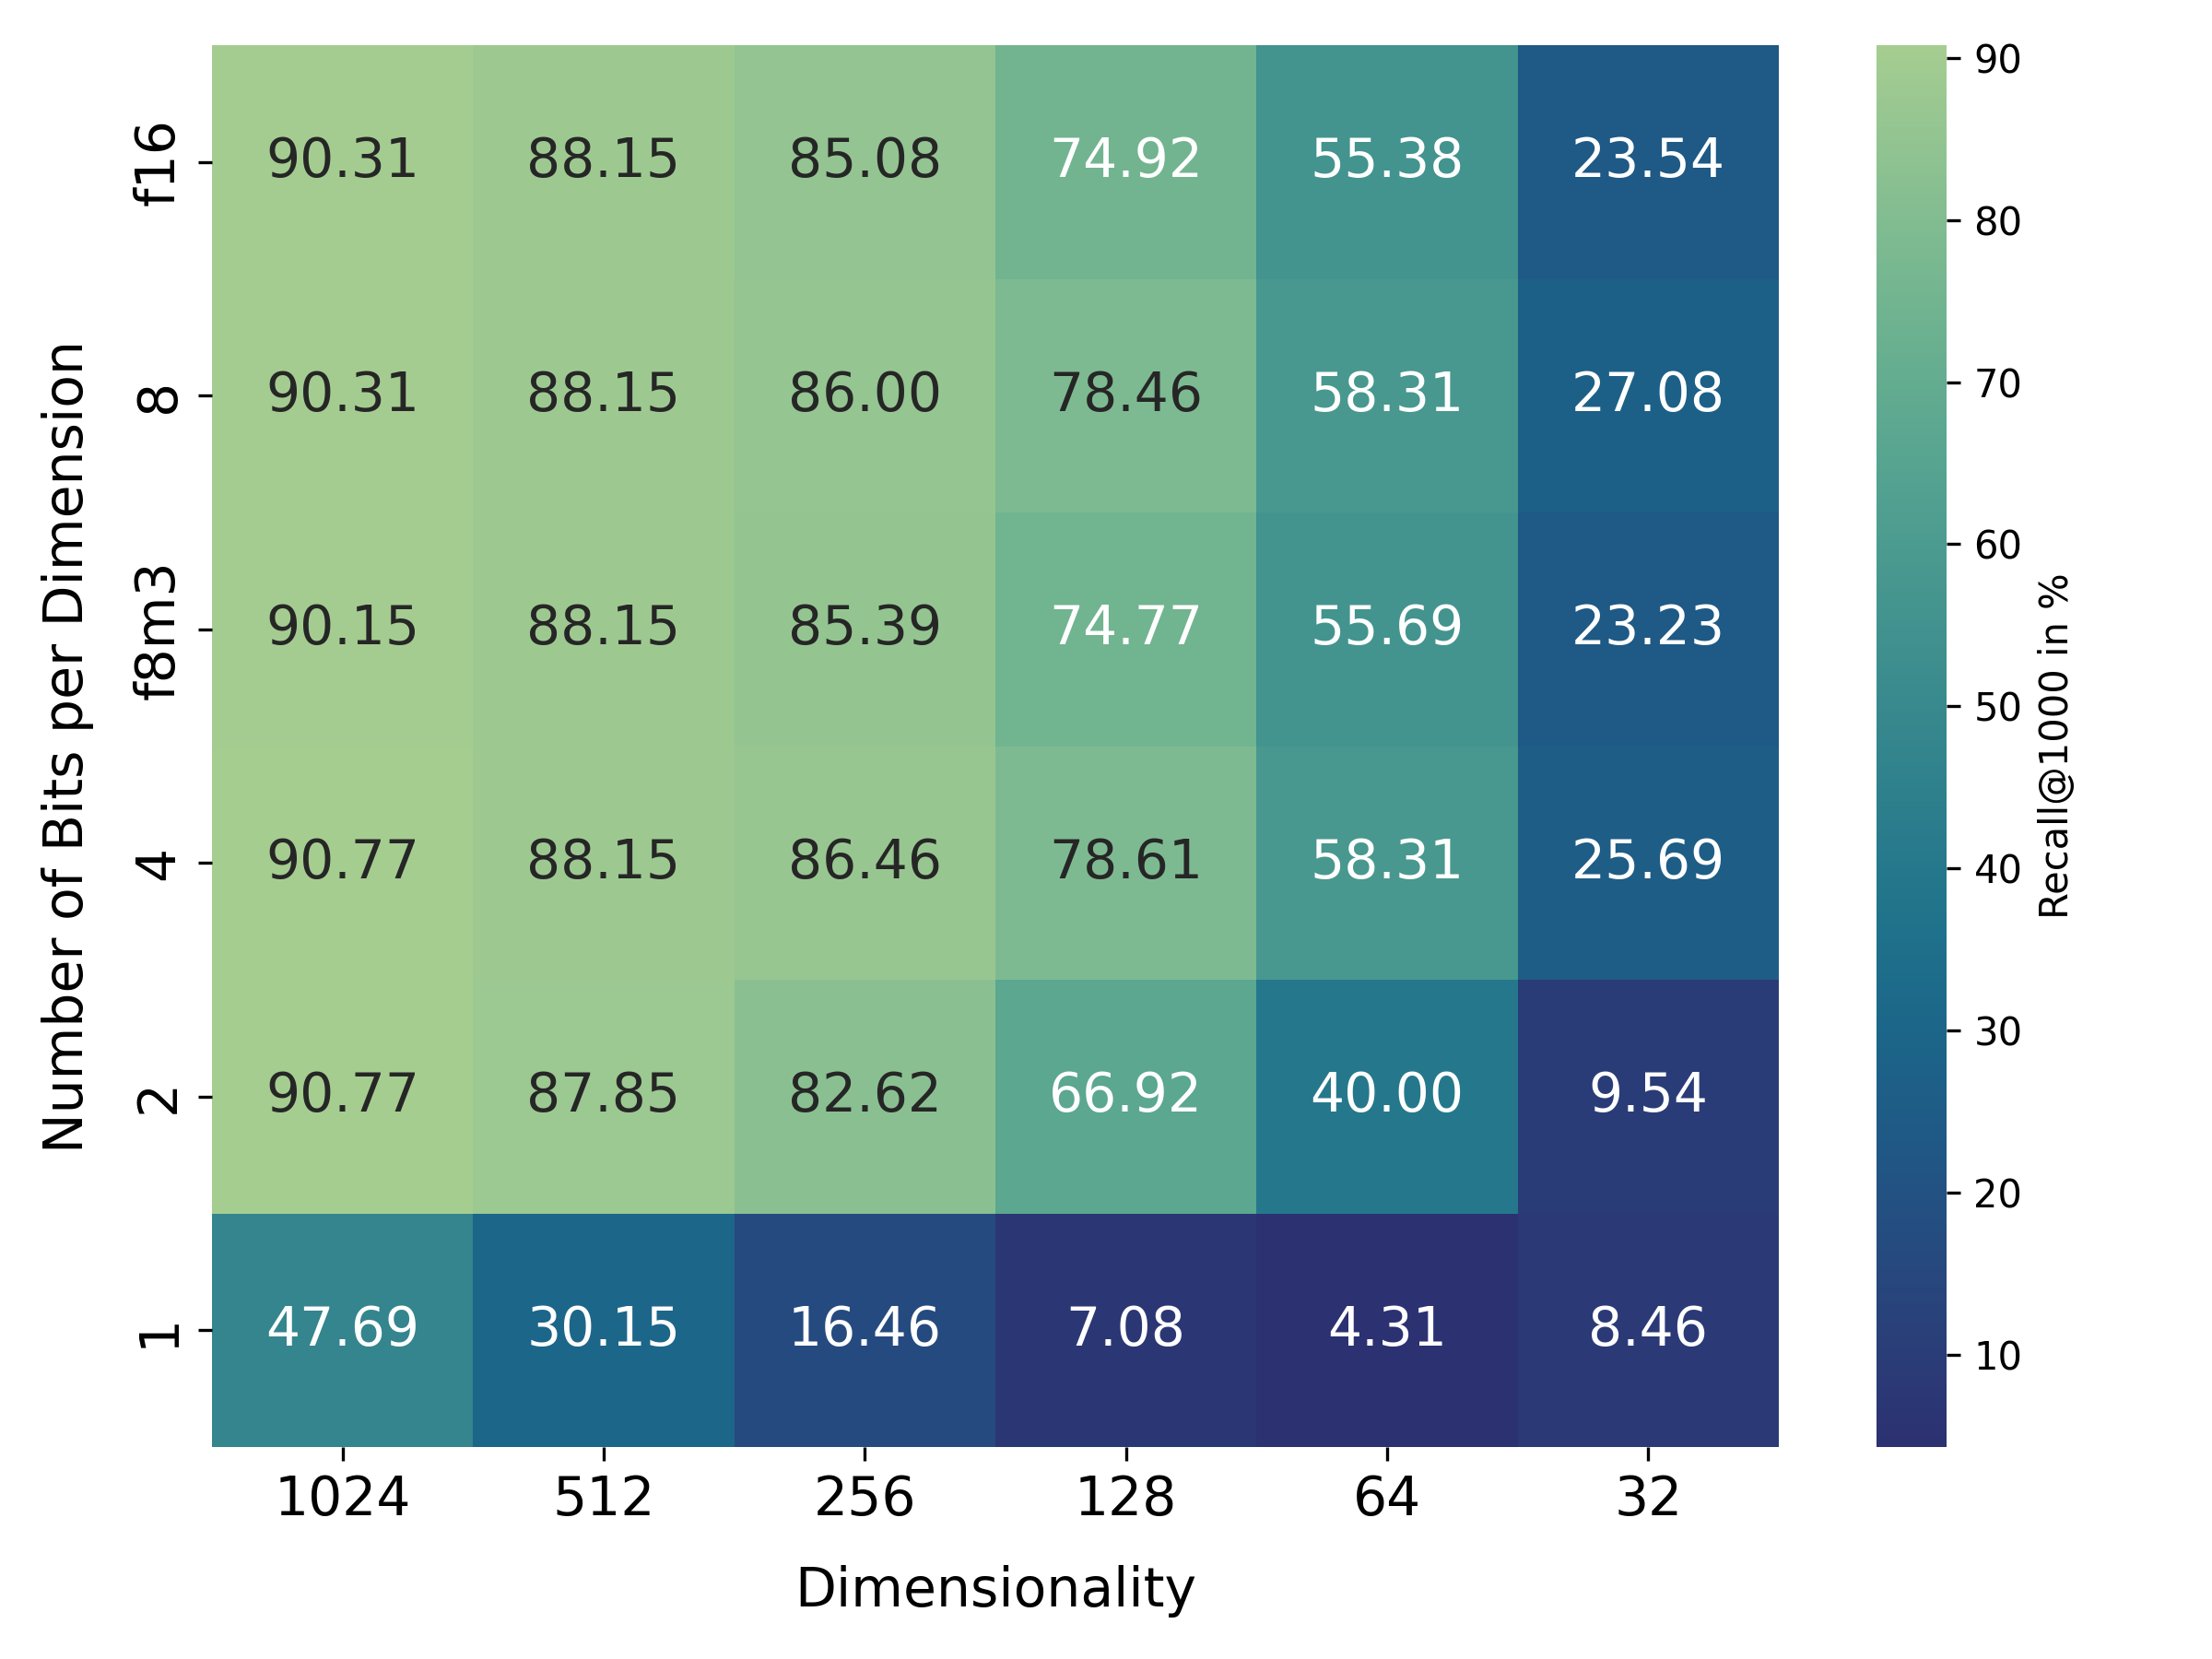 Number of Bits per Dimension
f16 90.31 88.15 85.08 74.92 55.38 23.54
8 90.31 88.15 86.00 78.46 58.31 27.08
f8m3 90.15 88.15 85.39 74.77 55.69 23.23
4 90.77 88.15 86.46 78.61 58.31 25.69
2 90.77 87.85 82.62 66.92 40.00 9.54
1 47.69 30.15 16.46 7.08 4.31 8.46
1024 512 256 128 64 32
Dimensionality
90
80
70
60
50
40
30
20
10
Recall@1000 in %